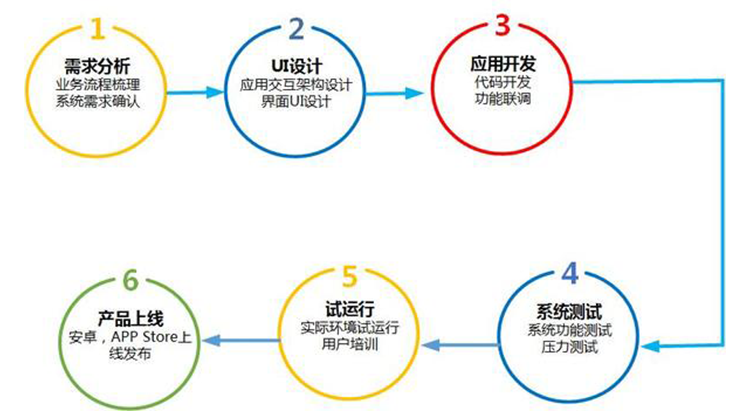 1
需求分析
业务流程梳理
系统需求确认
2
UI设计
应用交互架构设计
界面UI设计
3
应用开发
代码开发
功能联调
4
系统测试
系统功能测试
压力测试
5
试运行
实际环境试运行
用户培训
6
产品上线
安卓，APP Store上
线发布